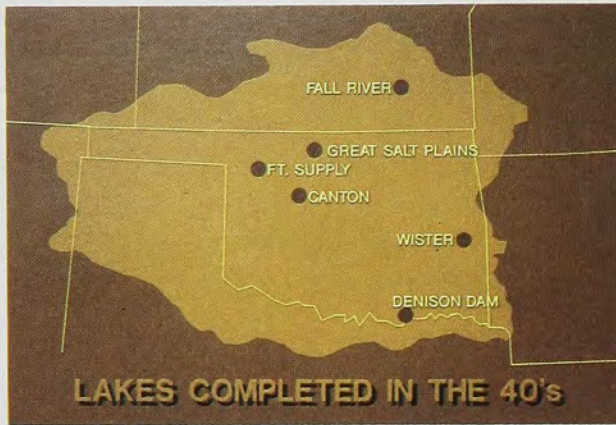 FALL RIVER
GREAT SALT PLAINS
FT. SUPPLY
CANTON
WISTER
DENISON DAM
LAKES COMPLETED IN THE 40's